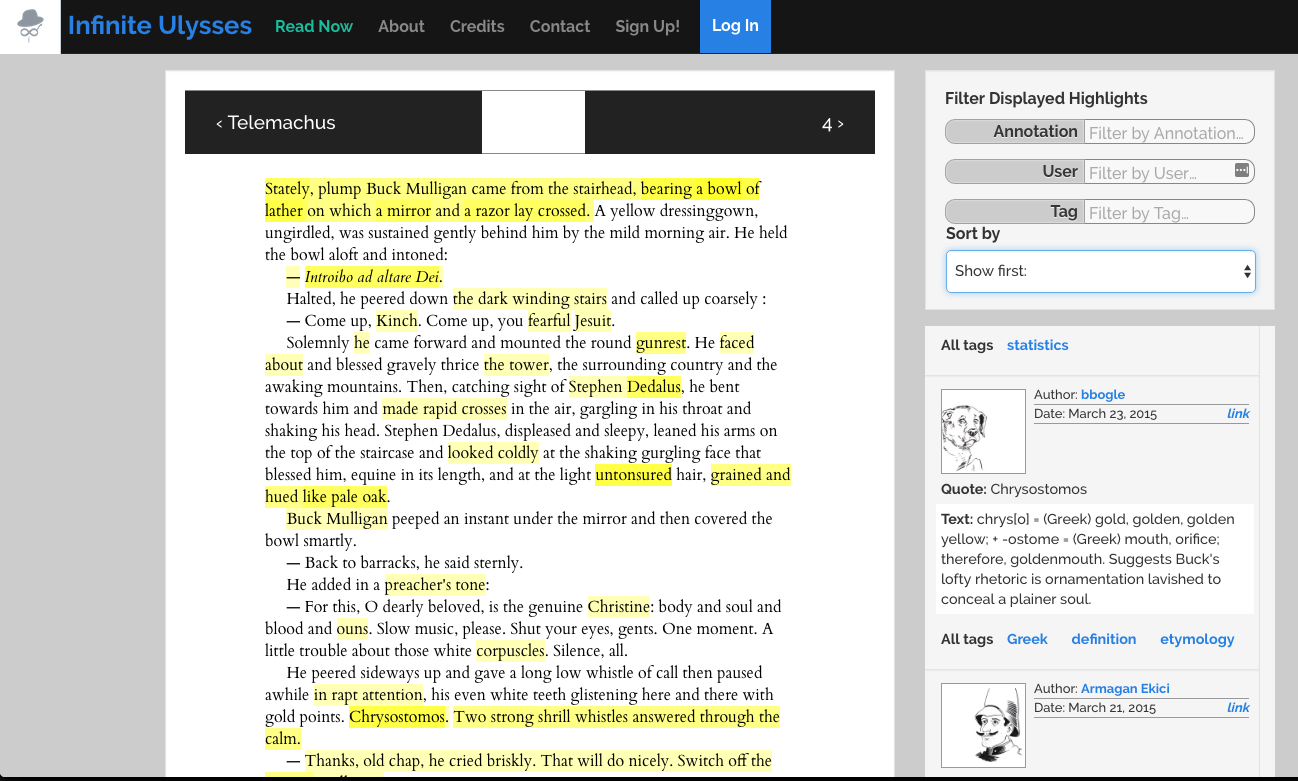 Infinite Ulysses Read Now About Credits Contact Sign Up! Log In
‹ Telemachus 4 ›
Stately, plump Buck Mulligan came from the stairhead, bearing a bowl of
lather on which a mirror and a razor lay crossed. A yellow dressinggown,
ungirdled, was sustained gently behind him by the mild morning air. He held
the bowl aloft and intoned:
— Introibo ad altare Dei.
Halted, he peered down the dark winding stairs and called up coarsely :
— Come up, Kinch. Come up, you fearful Jesuit.
Solemnly he came forward and mounted the round gunrest. He faced
about and blessed gravely thrice the tower, the surrounding country and the
awaking mountains. Then, catching sight of Stephen Dedalus, he bent
towards him and made rapid crosses in the air, gargling in his throat and
shaking his head. Stephen Dedalus, displeased and sleepy, leaned his arms on
the top of the staircase and looked coldly at the shaking gurgling face that
blessed him, equine in its length, and at the light untonsured hair, grained and
hued like pale oak.
Buck Mulligan peeped an instant under the mirror and then covered the
bowl smartly.
— Back to barracks, he said sternly.
He added in a preacher's tone:
— For this, O dearly beloved, is the genuine Christine: body and soul and
blood and ouns. Slow music, please. Shut your eyes, gents. One moment. A
little trouble about those white corpuscles. Silence, all.
He peered sideways up and gave a long low whistle of call then paused
awhile in rapt attention, his even white teeth glistening here and there with
gold points. Chrysostomos. Two strong shrill whistles answered through the
calm.
— Thanks, old chap, he cried briskly. That will do nicely. Switch off the
Filter Displayed Highlights
Annotation Filter by Annotation...
User Filter by User...
Tag Filter by Tag...
Sort by
Show first:
All tags statistics
Author: bbogle
Date: March 23, 2015 link
Quote: Chrysostomos
Text: chrys[o] = (Greek) gold, golden, golden
yellow; + -ostome = (Greek) mouth, orifice;
therefore, goldenmouth. Suggests Buck's
lofty rhetoric is ornamentation lavished to
conceal a plainer soul.
All tags Greek definition etymology
Author: Armagan Ekici
Date: March 21, 2015 link